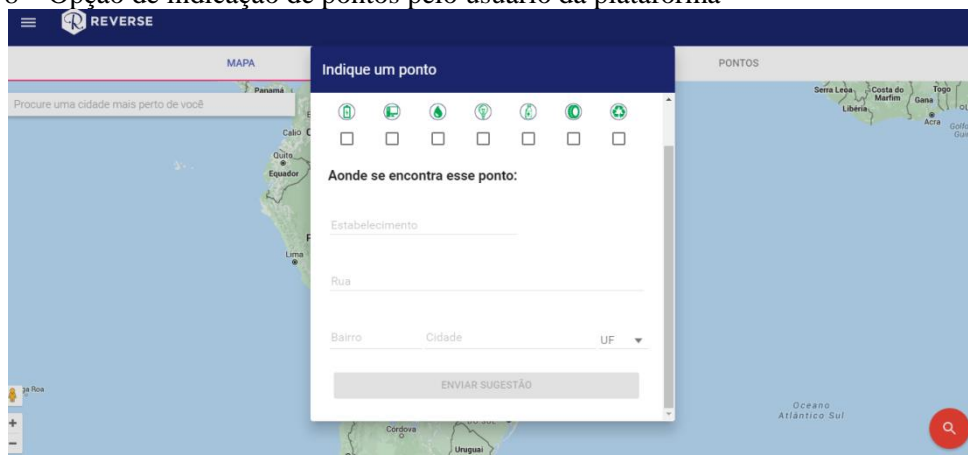 Opção de indicação de pontos pelo usuário da plataforma
REVERSE
MAPA
Indique um ponto
PONTOS
Procure uma cidade mais perto de você
Panamá
Serra Leoa
Costa do
Marfim
Togo
Gana
Libéria
Acra
Golfo
Calio
Quito
Equador
Aonde se encontra esse ponto:
Estabelecimento
Lima
Rua
Bairro
Cidade
UF
ENVIAR SUGESTÃO
Oceano
Atlântico Sul
+
−
Cordova
Uruguai